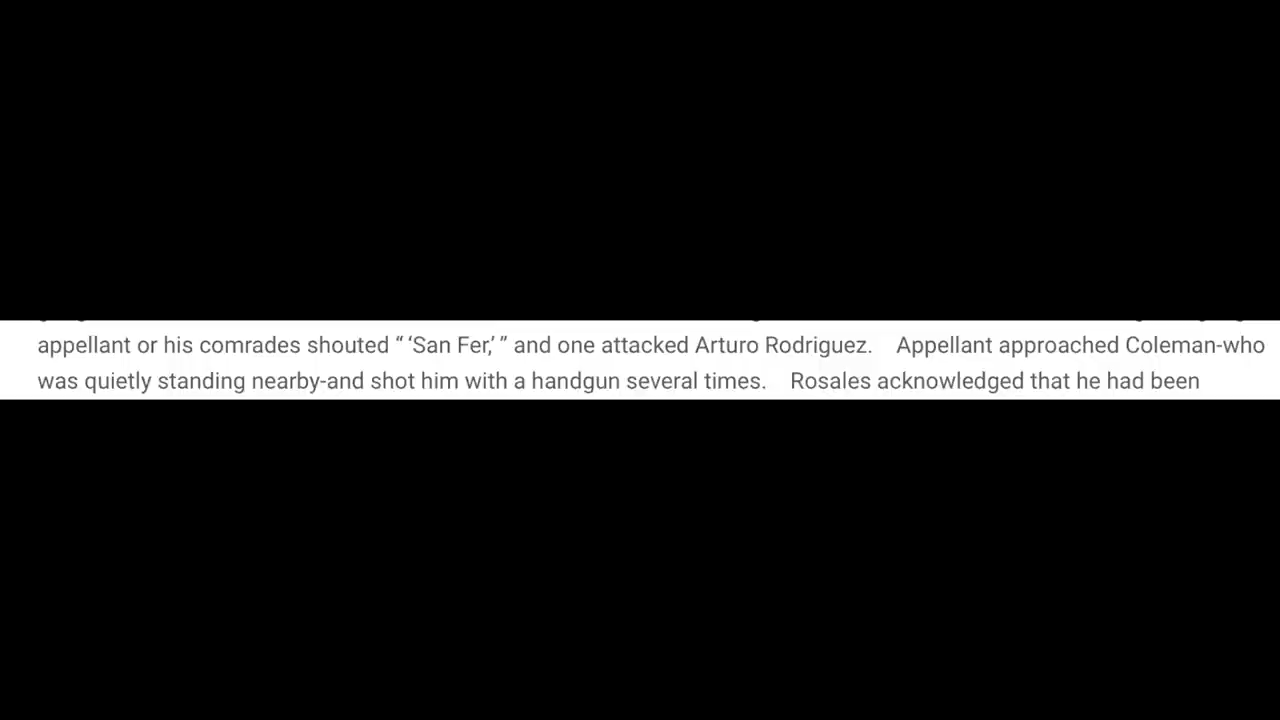 appellant or his comrades shouted “ ‘San Fer,’ ” and one attacked Arturo Rodriguez. Appellant approached Coleman-who
was quietly standing nearby-and shot him with a handgun several times. Rosales acknowledged that he had been